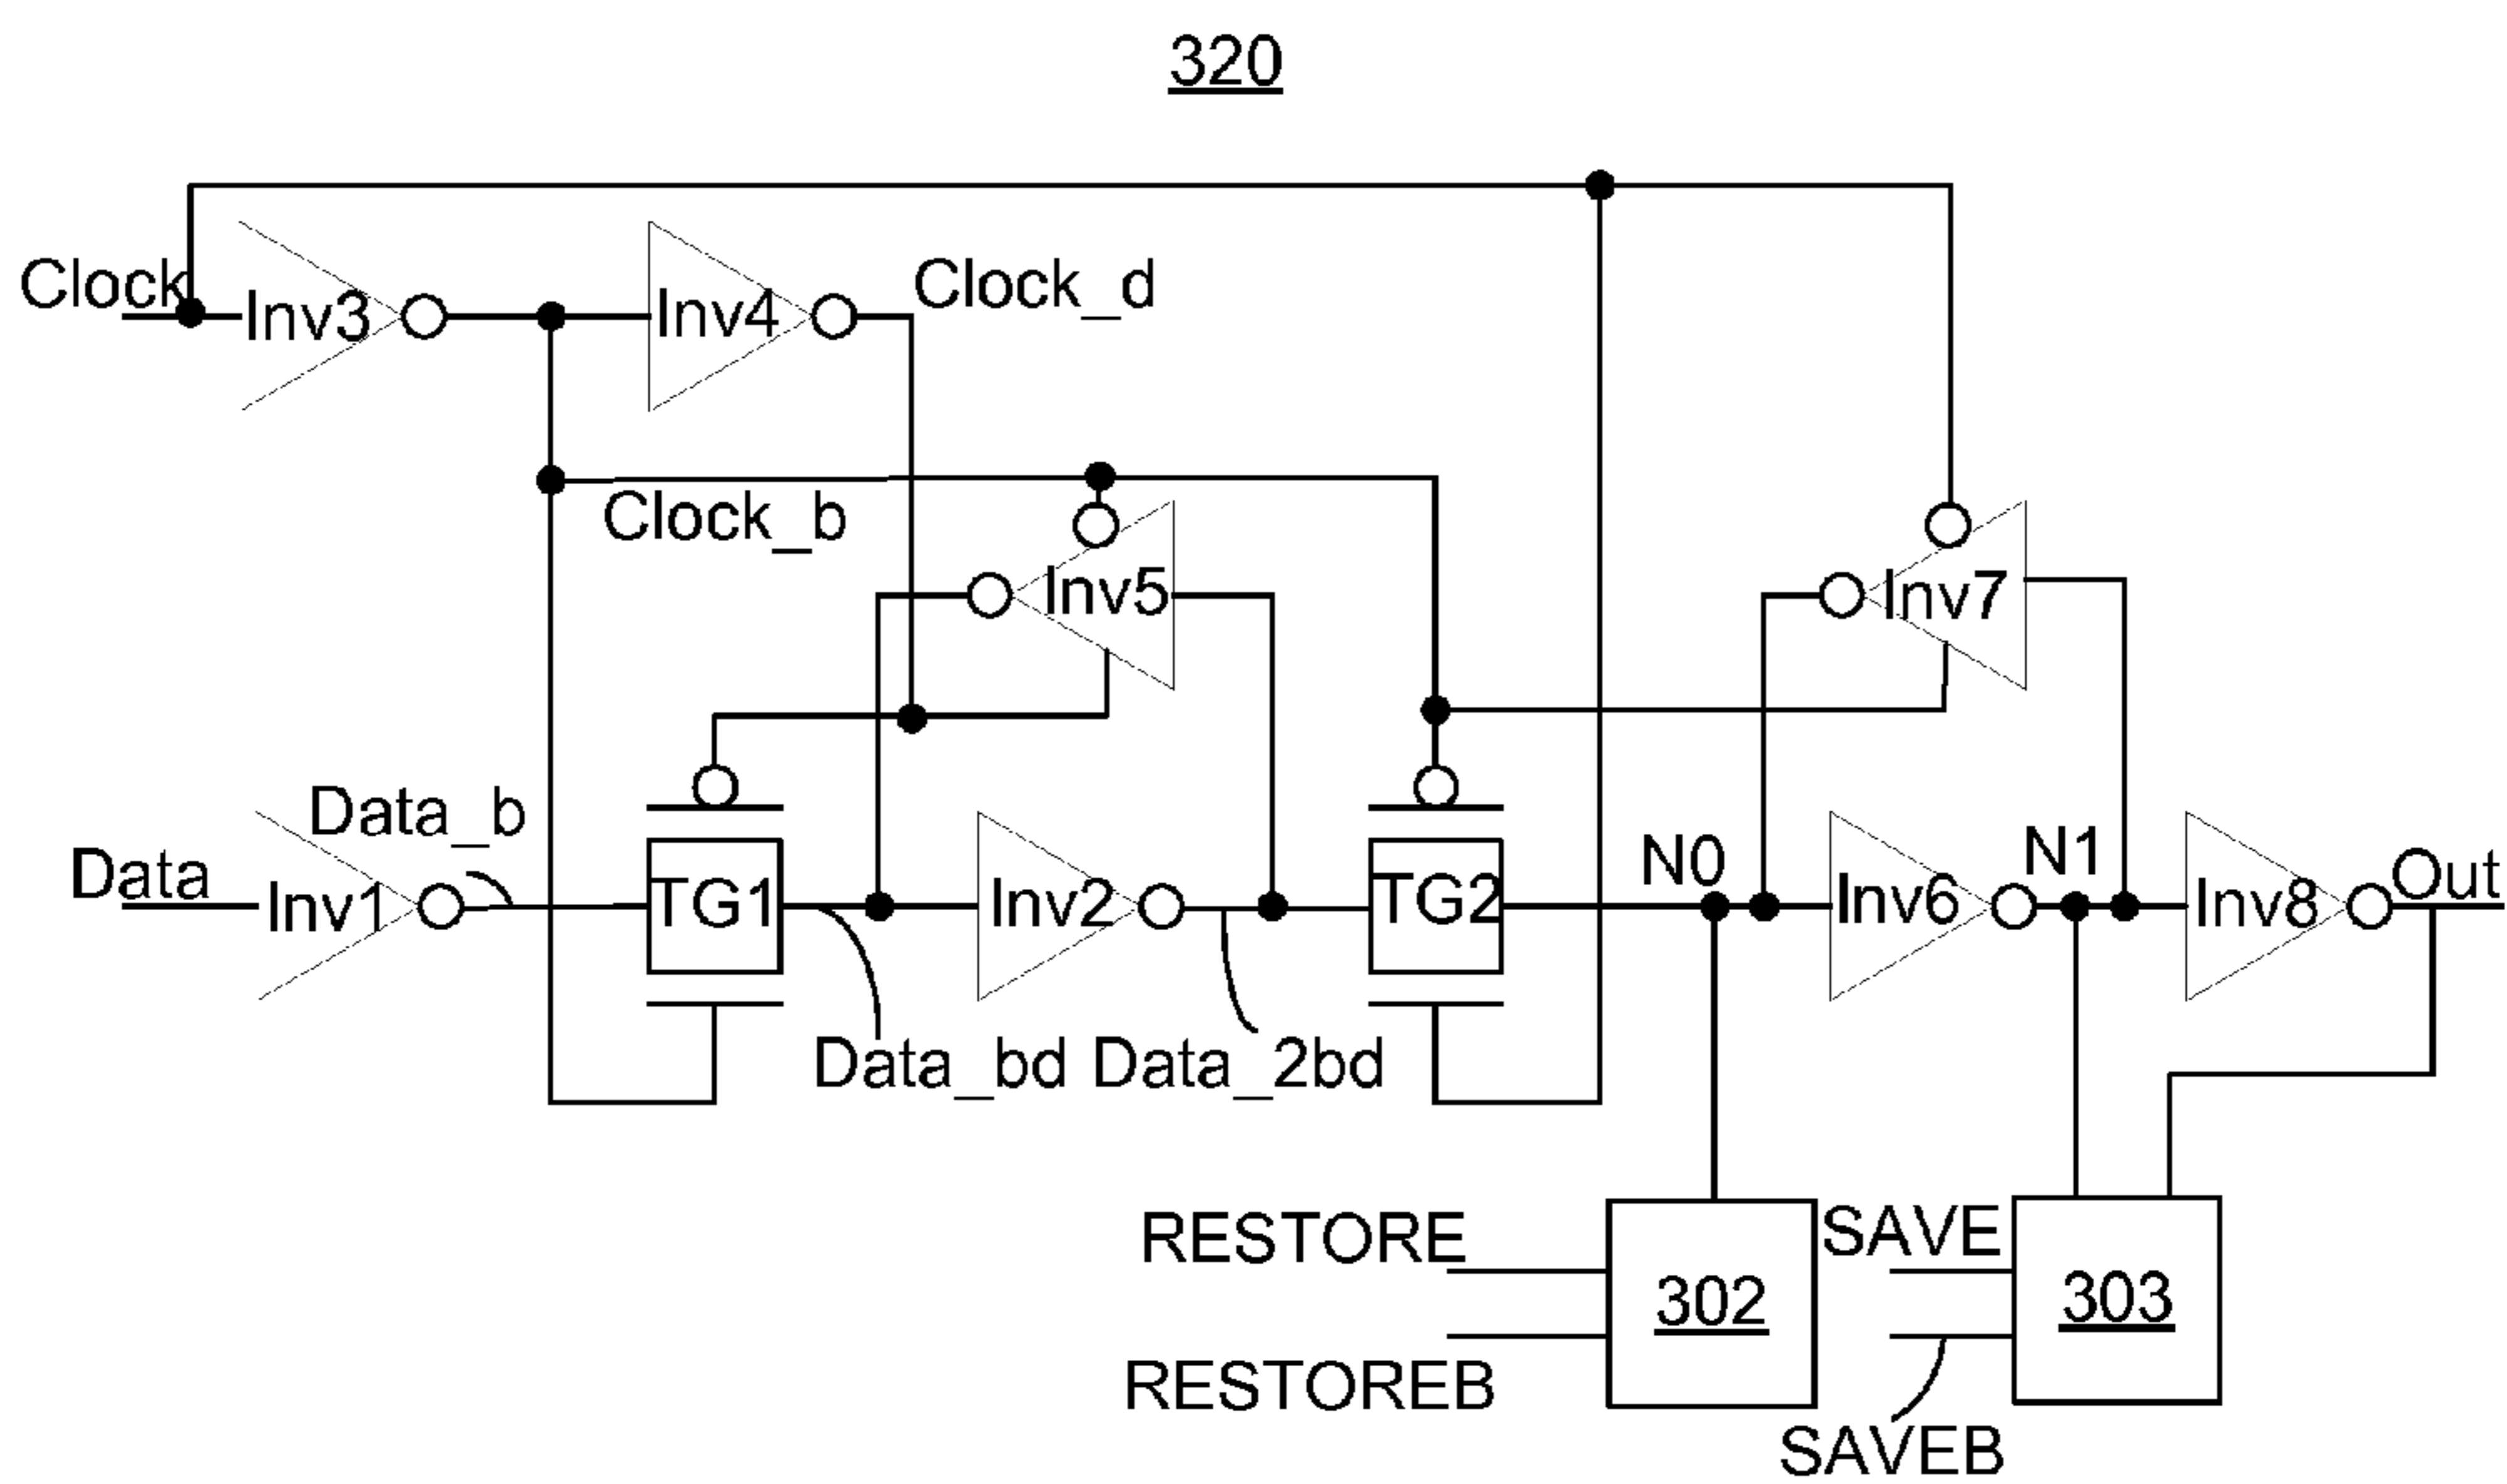 320
Clock
Inv3
Inv4
Clock_d
Clock_b
Inv5
Inv7
Data_b
Data
Inv1
TG1
Inv2
TG2
N0
Inv6
N1
Inv8
Out
Data_bd
Data_2bd
RESTORE
RESTOREB
302
SAVE
303
SAVEB